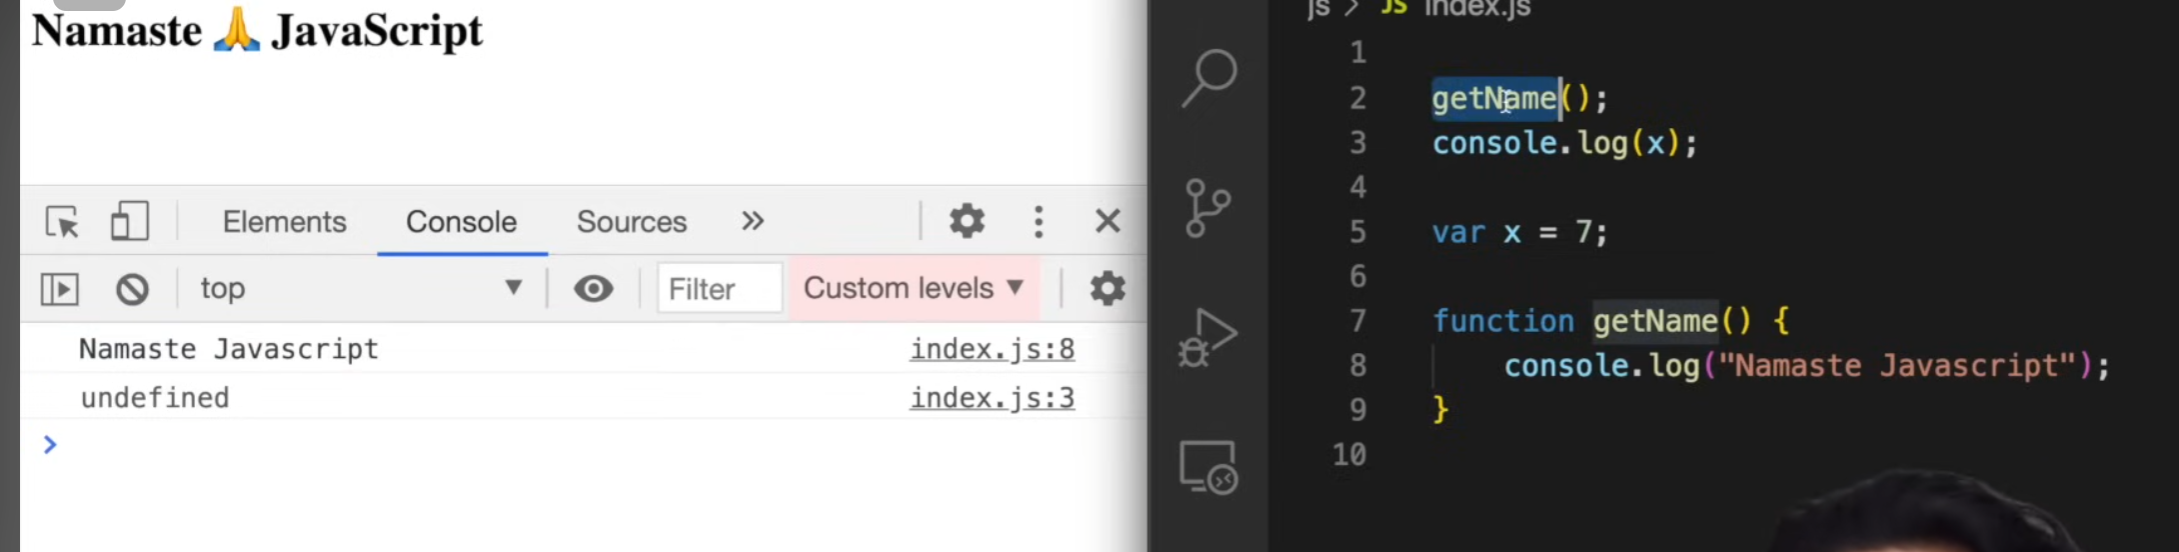 Namaste 🙏 JavaScript
Elements Console Sources »
top ▼ Filter Custom levels ▼
Namaste Javascript index.js:8
undefined index.js:3
>
js > JS index.js
1
2 getName();
3 console.log(x);
4
5 var x = 7;
6
7 function getName() {
8 console.log("Namaste Javascript");
9 }
10